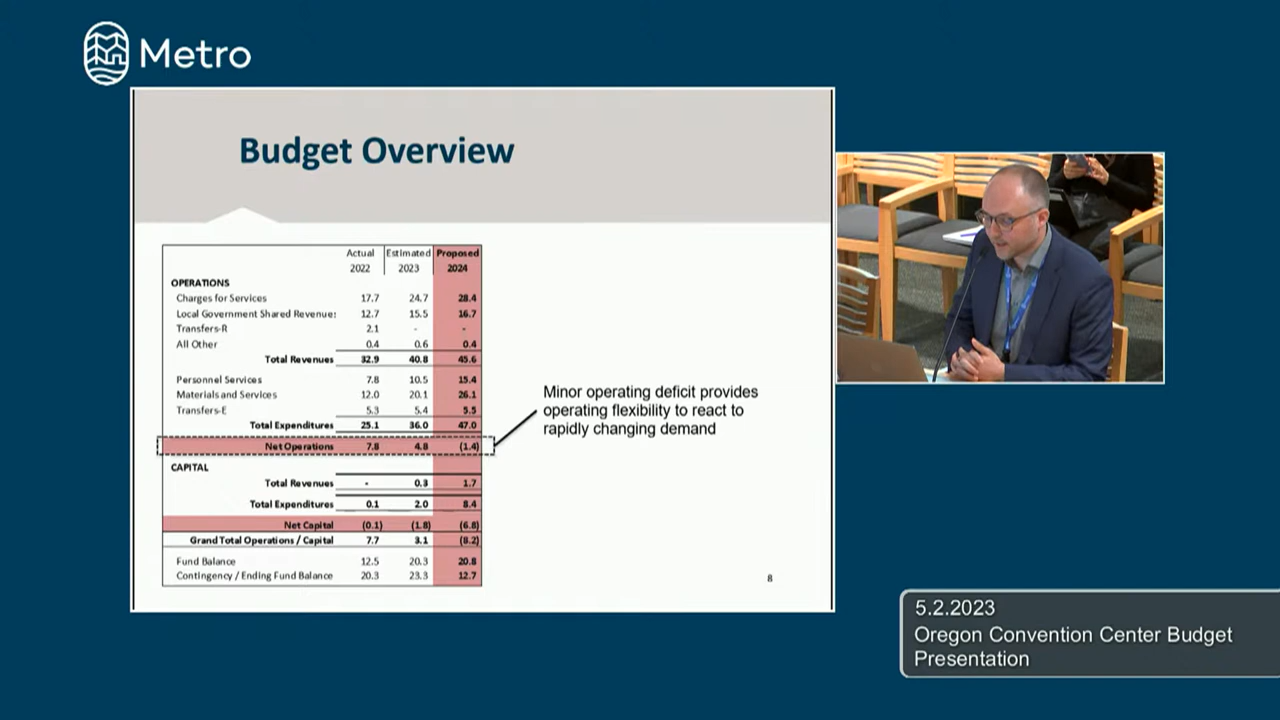 Metro
Budget Overview
Actual Estimated Proposed
2022 2023 2024
OPERATIONS
Charges for Services 17.7 24.7 28.4
Local Government Shared Revenue: 12.7 15.5 16.7
Transfers-R 2.1 - -
All Other 0.4 0.6 0.4
Total Revenues 32.9 40.8 45.6
Personnel Services 7.8 10.5 15.4
Materials and Services 12.0 20.1 26.1
Transfers-E 5.3 5.4 5.5
Total Expenditures 25.1 36.0 47.0
Net Operations 7.8 4.8 (1.4)
CAPITAL
Total Revenues - 0.3 1.7
Total Expenditures 0.1 2.0 8.4
Net Capital (0.1) (1.8) (6.8)
Grand Total Operations / Capital 7.7 3.1 (8.2)
Fund Balance 12.5 20.3 20.8
Contingency / Ending Fund Balance 20.3 23.3 12.7
Minor operating deficit provides
operating flexibility to react to
rapidly changing demand
8
5.2.2023
Oregon Convention Center Budget
Presentation